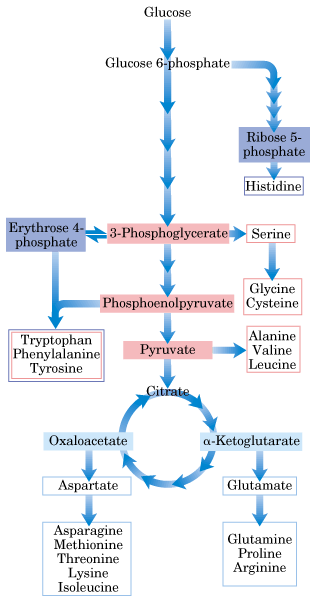 Glucose
Glucose 6-phosphate
Ribose 5-
phosphate
Histidine
Erythrose 4-
phosphate
3-Phosphoglycerate
Serine
Glycine
Cysteine
Phosphoenolpyruvate
Tryptophan
Phenylalanine
Tyrosine
Pyruvate
Alanine
Valine
Leucine
Citrate
Oxaloacetate
α-Ketoglutarate
Aspartate
Glutamate
Asparagine
Methionine
Threonine
Lysine
Isoleucine
Glutamine
Proline
Arginine